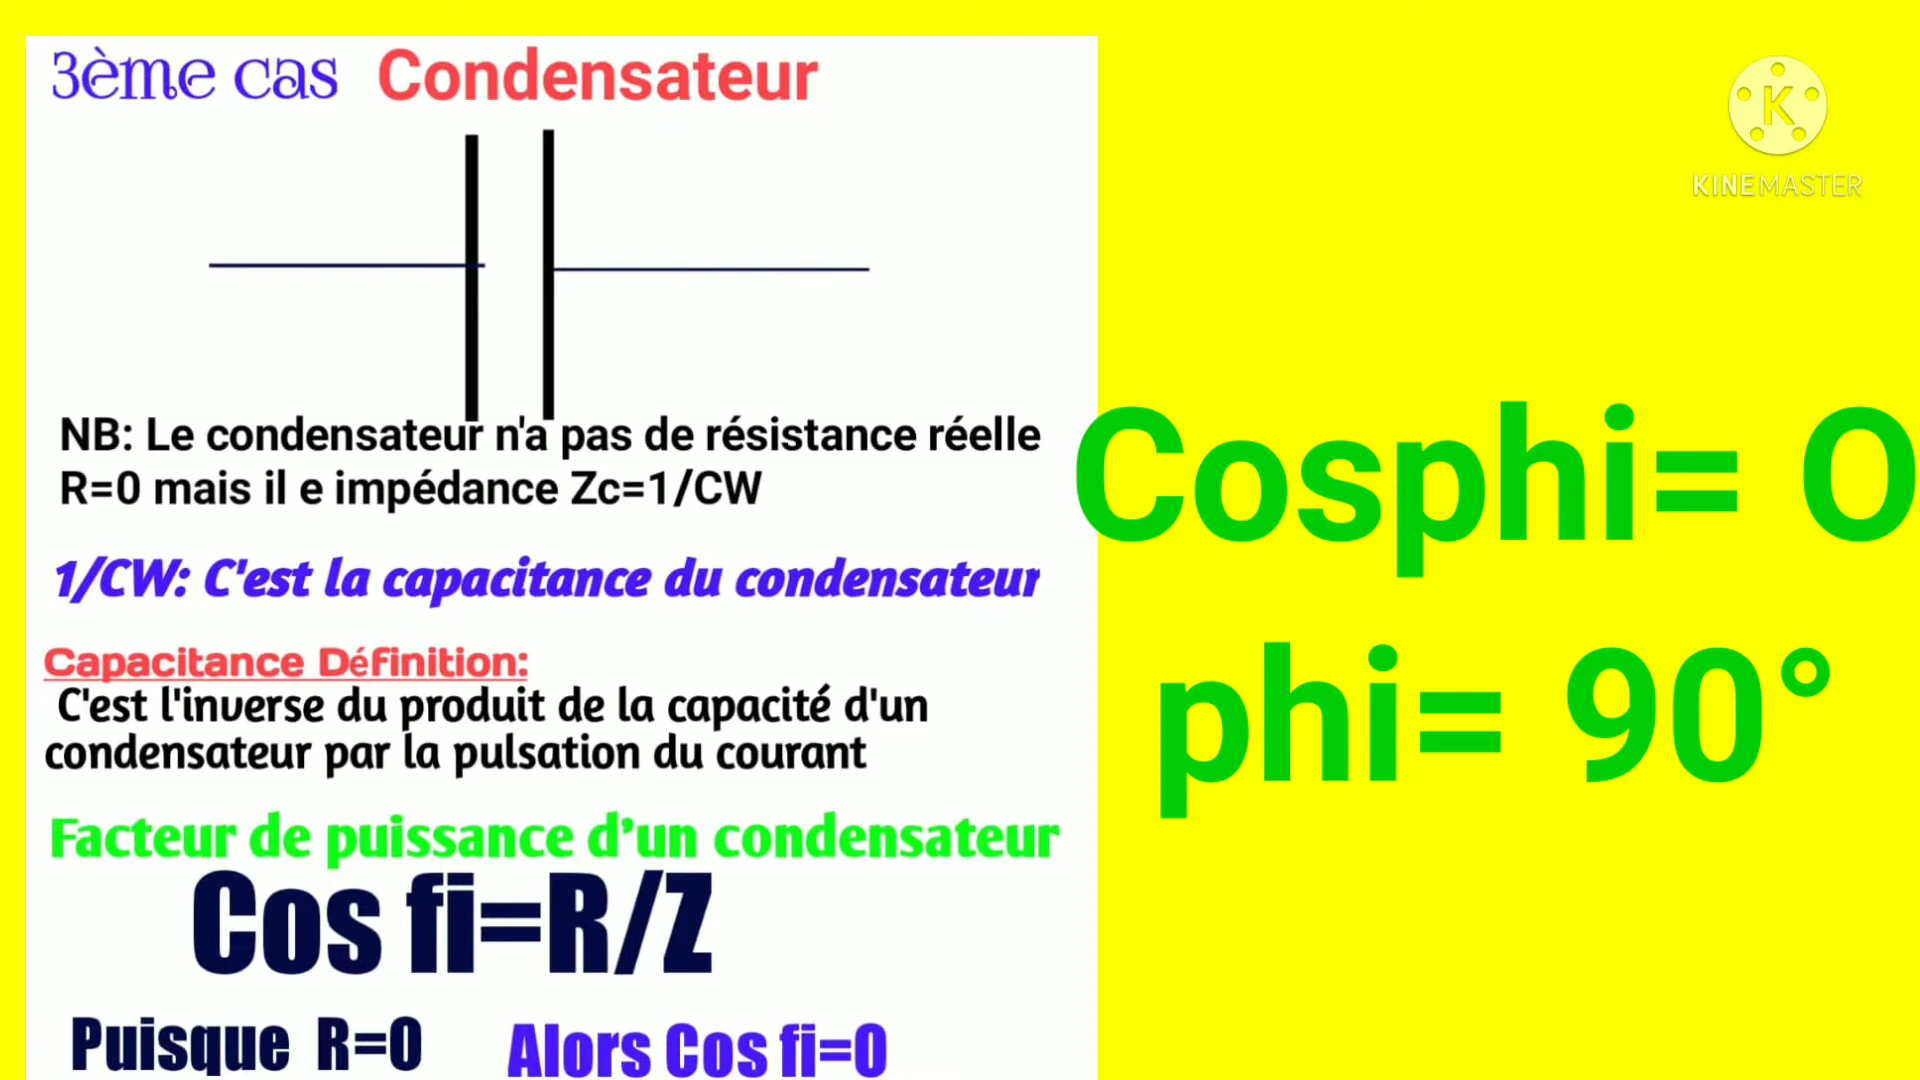 3ème cas Condensateur
NB: Le condensateur n'a pas de résistance réelle
R=0 mais il e impédance Zc=1/CW
1/CW: C'est la capacitance du condensateur
Capacitance Définition:
C'est l'inverse du produit de la capacité d'un
condensateur par la pulsation du courant
Facteur de puissance d'un condensateur
Cos fi=R/Z
Puisque R=0 Alors Cos fi=0
KINEMASTER
Cosphi= O
phi= 90°